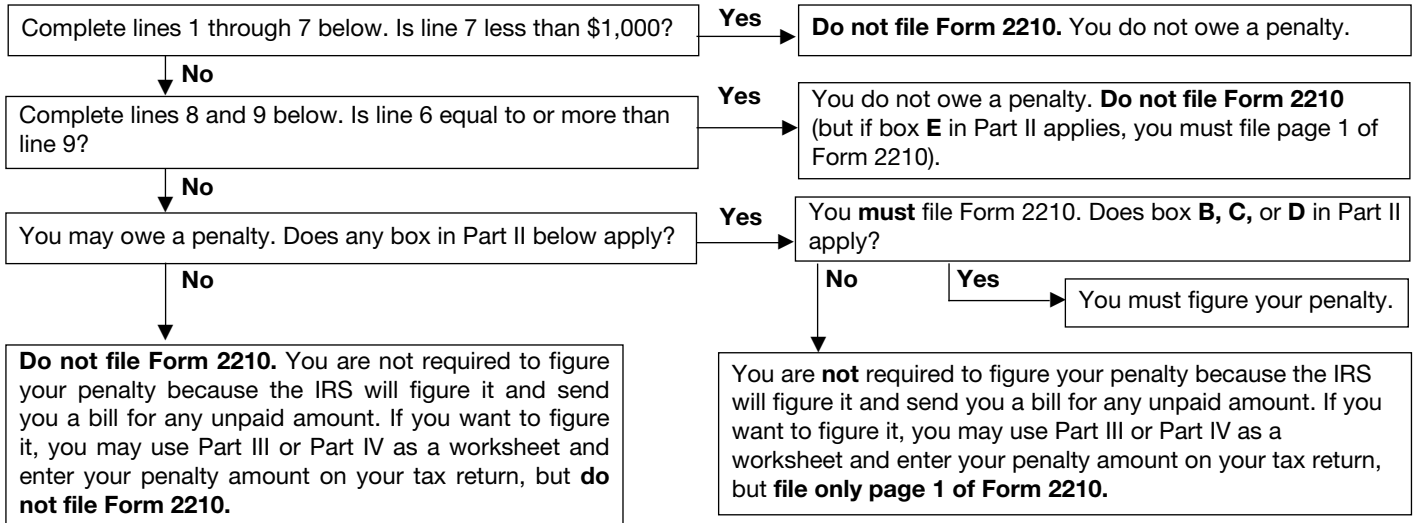 Complete lines 1 through 7 below. Is line 7 less than $1,000?
Yes
Do not file Form 2210. You do not owe a penalty.
No
Complete lines 8 and 9 below. Is line 6 equal to or more than
line 9?
Yes
You do not owe a penalty. Do not file Form 2210
(but if box E in Part II applies, you must file page 1 of
Form 2210).
No
You may owe a penalty. Does any box in Part II below apply?
Yes
You must file Form 2210. Does box B, C, or D in Part II
apply?
No
No
Yes
You must figure your penalty.
Do not file Form 2210. You are not required to figure
your penalty because the IRS will figure it and send
you a bill for any unpaid amount. If you want to figure
it, you may use Part III or Part IV as a worksheet and
enter your penalty amount on your tax return, but do
not file Form 2210.
You are not required to figure your penalty because the IRS
will figure it and send you a bill for any unpaid amount. If you
want to figure it, you may use Part III or Part IV as a
worksheet and enter your penalty amount on your tax return,
but file only page 1 of Form 2210.